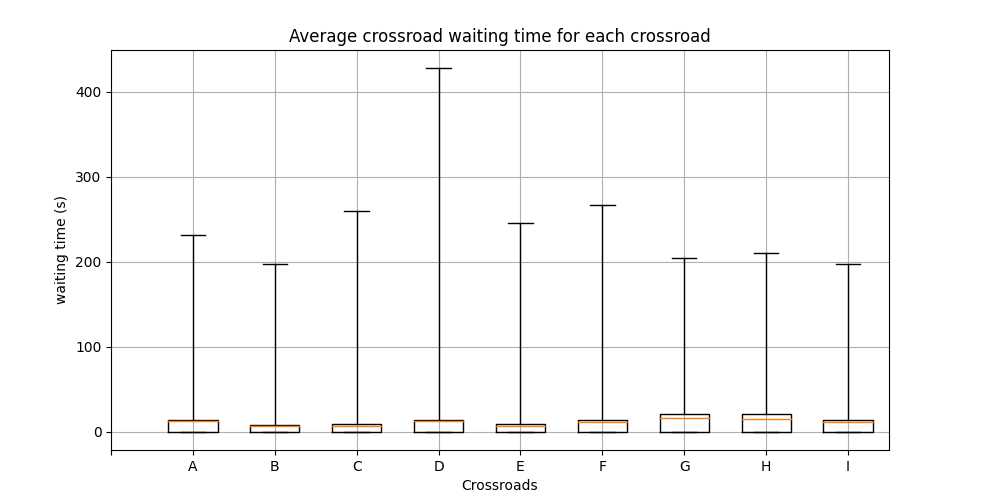 Average crossroad waiting time for each crossroad
400
300
200
100
0
waiting time (s)
A B C D E F G H I
Crossroads